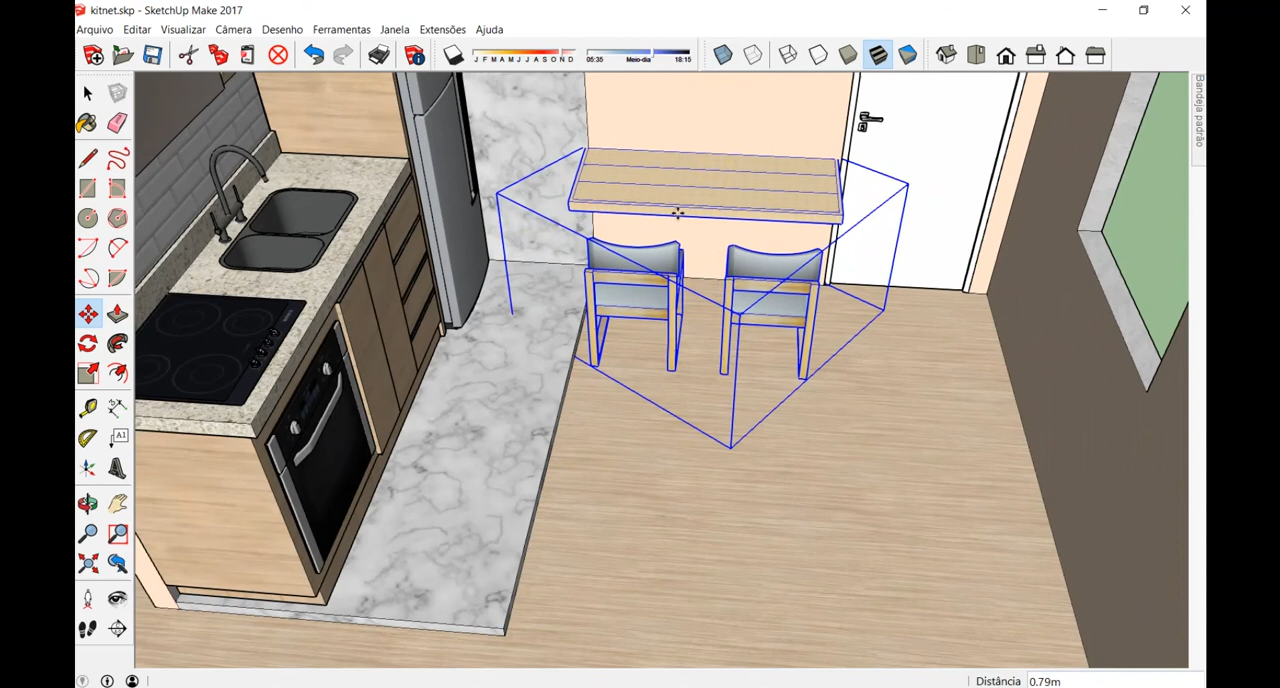 kitnet.skp - SketchUp Make 2017
Arquivo Editar Visualizar Câmera Desenho Ferramentas Janela Extensões Ajuda
J F M A M J J A S O N D
05:35 Meio-dia 18:15
Bandeja padrão
A1
Distância 0.79m